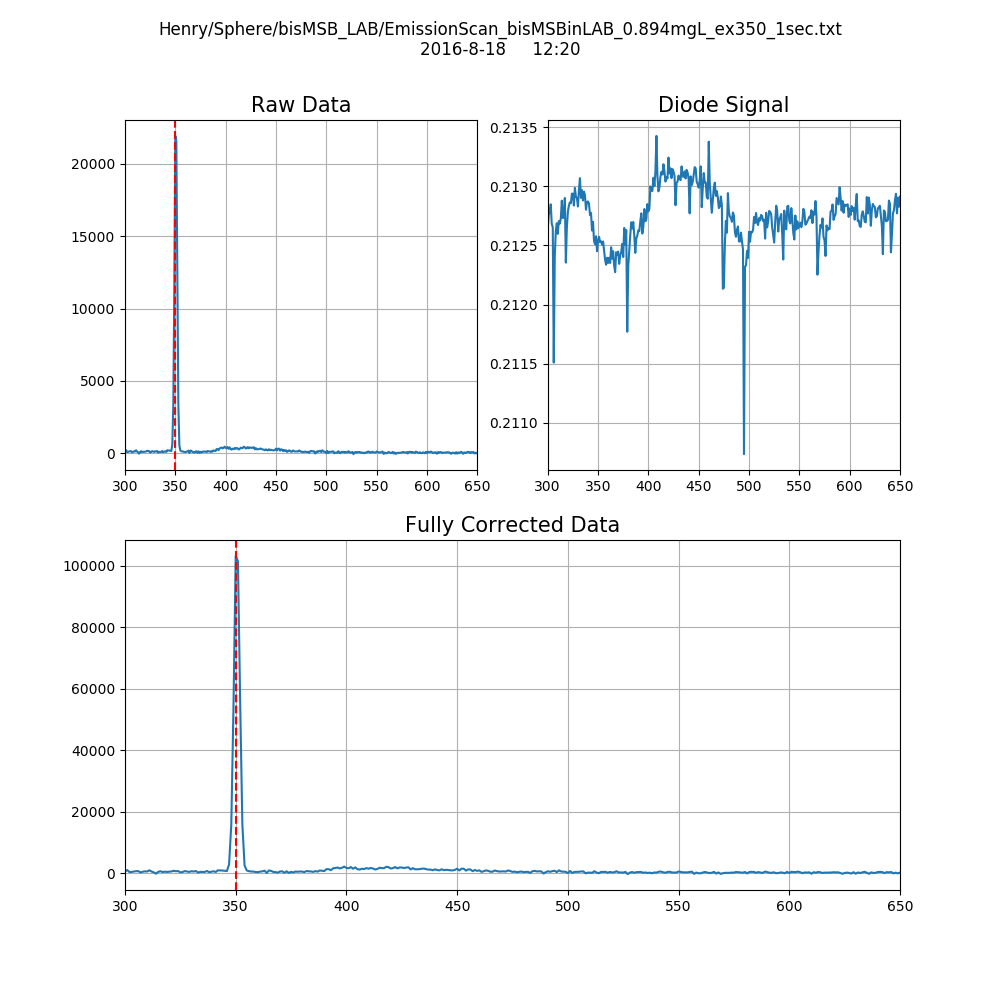 Henry/Sphere/bisMSB_LAB/EmissionScan_bisMSBinLAB_0.894mgL_ex350_1sec.txt
2016-8-18 12:20
Raw Data
20000
15000
10000
5000
0
300 350 400 450 500 550 600 650
Diode Signal
0.2135
0.2130
0.2125
0.2120
0.2115
0.2110
300 350 400 450 500 550 600 650
Fully Corrected Data
100000
80000
60000
40000
20000
0
300 350 400 450 500 550 600 650